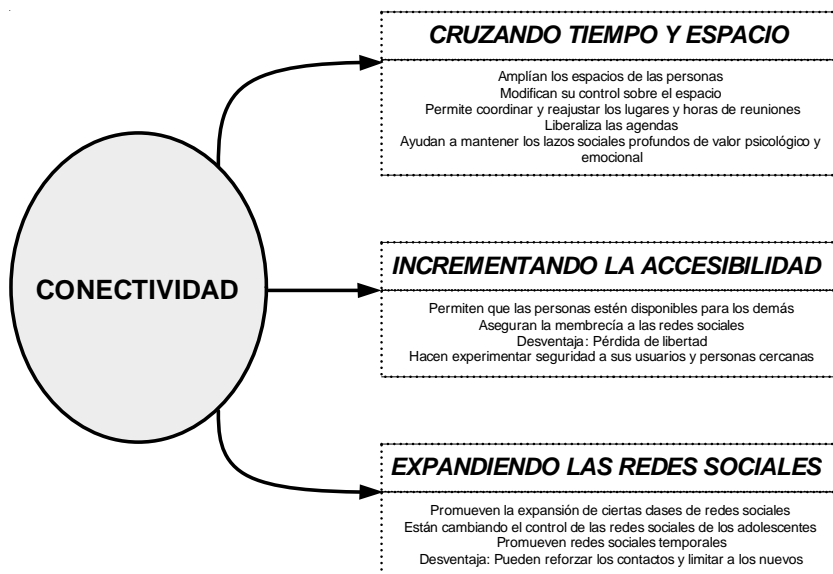 CONECTIVIDAD
CRUZANDO TIEMPO Y ESPACIO
Amplían los espacios de las personas
Modifican su control sobre el espacio
Permite coordinar y reajustar los lugares y horas de reuniones
Liberaliza las agendas
Ayudan a mantener los lazos sociales profundos de valor psicológico y
emocional
INCREMENTANDO LA ACCESIBILIDAD
Permiten que las personas estén disponibles para los demás
Aseguran la membrecía a las redes sociales
Desventaja: Pérdida de libertad
Hacen experimentar seguridad a sus usuarios y personas cercanas
EXPANDIENDO LAS REDES SOCIALES
Promueven la expansión de ciertas clases de redes sociales
Están cambiando el control de las redes sociales de los adolescentes
Promueven redes sociales temporales
Desventaja: Pueden reforzar los contactos y limitar a los nuevos